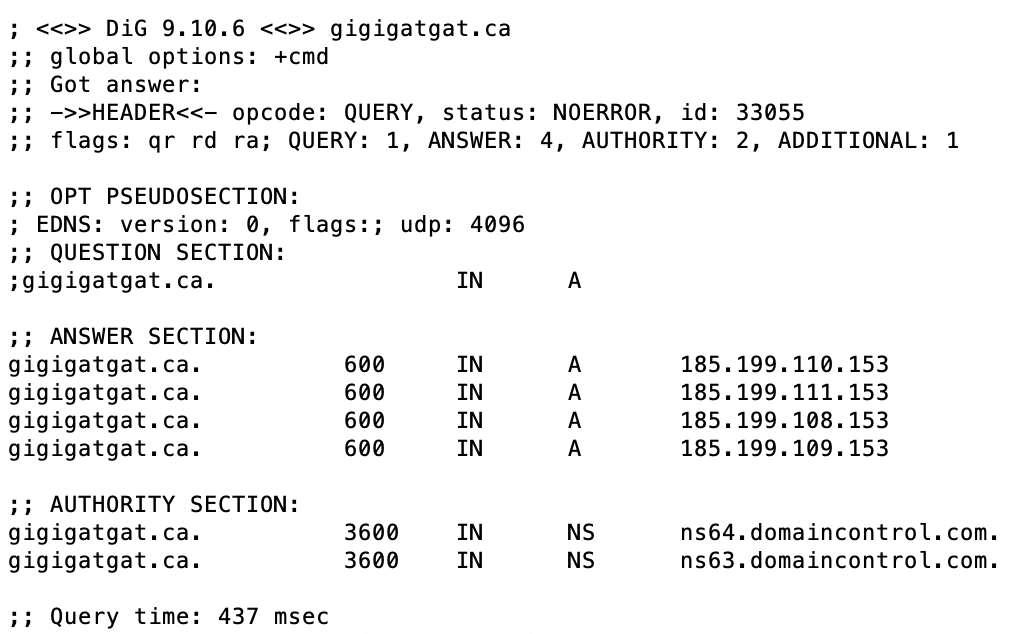 ; <<>> DiG 9.10.6 <<>> gigigatgat.ca
;; global options: +cmd
;; Got answer:
;; ->>HEADER<<- opcode: QUERY, status: NOERROR, id: 33055
;; flags: qr rd ra; QUERY: 1, ANSWER: 4, AUTHORITY: 2, ADDITIONAL: 1

;; OPT PSEUDOSECTION:
; EDNS: version: 0, flags:; udp: 4096
;; QUESTION SECTION:
;gigigatgat.ca. IN A

;; ANSWER SECTION:
gigigatgat.ca. 600 IN A 185.199.110.153
gigigatgat.ca. 600 IN A 185.199.111.153
gigigatgat.ca. 600 IN A 185.199.108.153
gigigatgat.ca. 600 IN A 185.199.109.153

;; AUTHORITY SECTION:
gigigatgat.ca. 3600 IN NS ns64.domaincontrol.com.
gigigatgat.ca. 3600 IN NS ns63.domaincontrol.com.

;; Query time: 437 msec